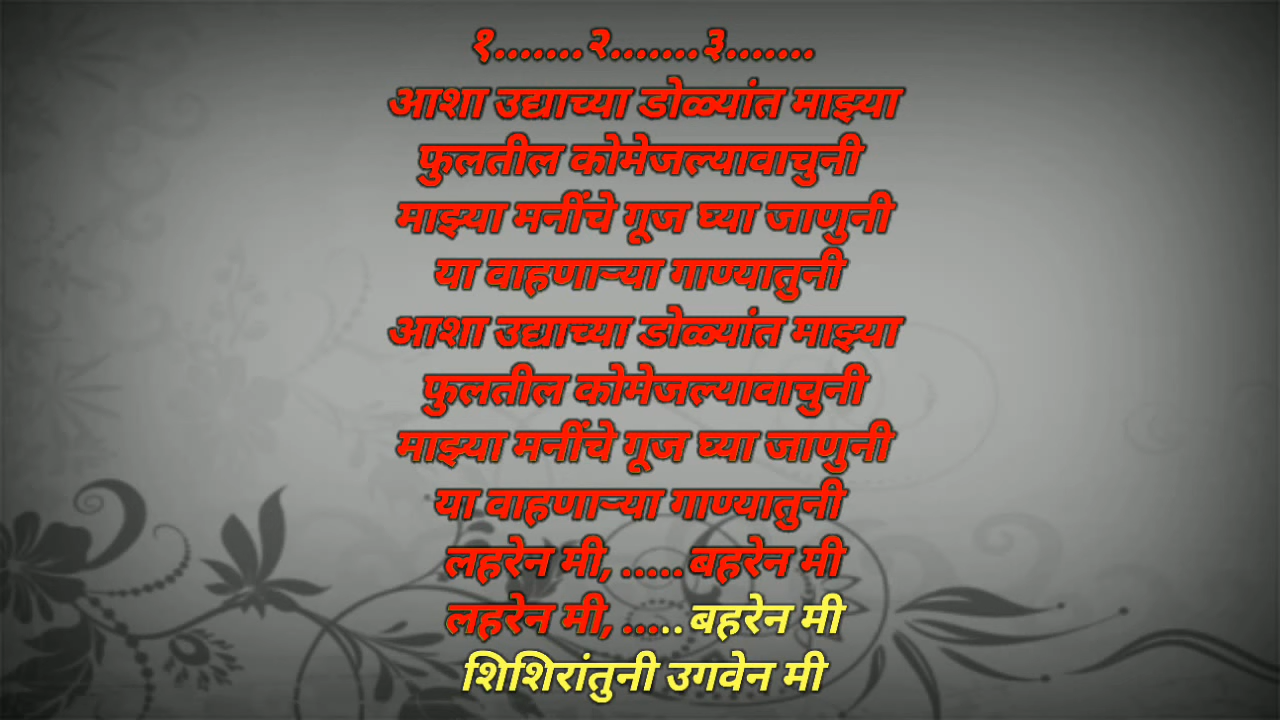 १.......२.......३.......
आशा उद्याच्या डोळ्यांत माझ्या
फुलतील कोमेजल्यावाचुनी
माझ्या मनींचे गूज घ्या जाणुनी
या वाहणाऱ्या गाण्यातुनी
आशा उद्याच्या डोळ्यांत माझ्या
फुलतील कोमेजल्यावाचुनी
माझ्या मनींचे गूज घ्या जाणुनी
या वाहणाऱ्या गाण्यातुनी
लहरेन मी, .....बहरेन मी
लहरेन मी, .....बहरेन मी
शिशिरांतुनी उगवेन मी